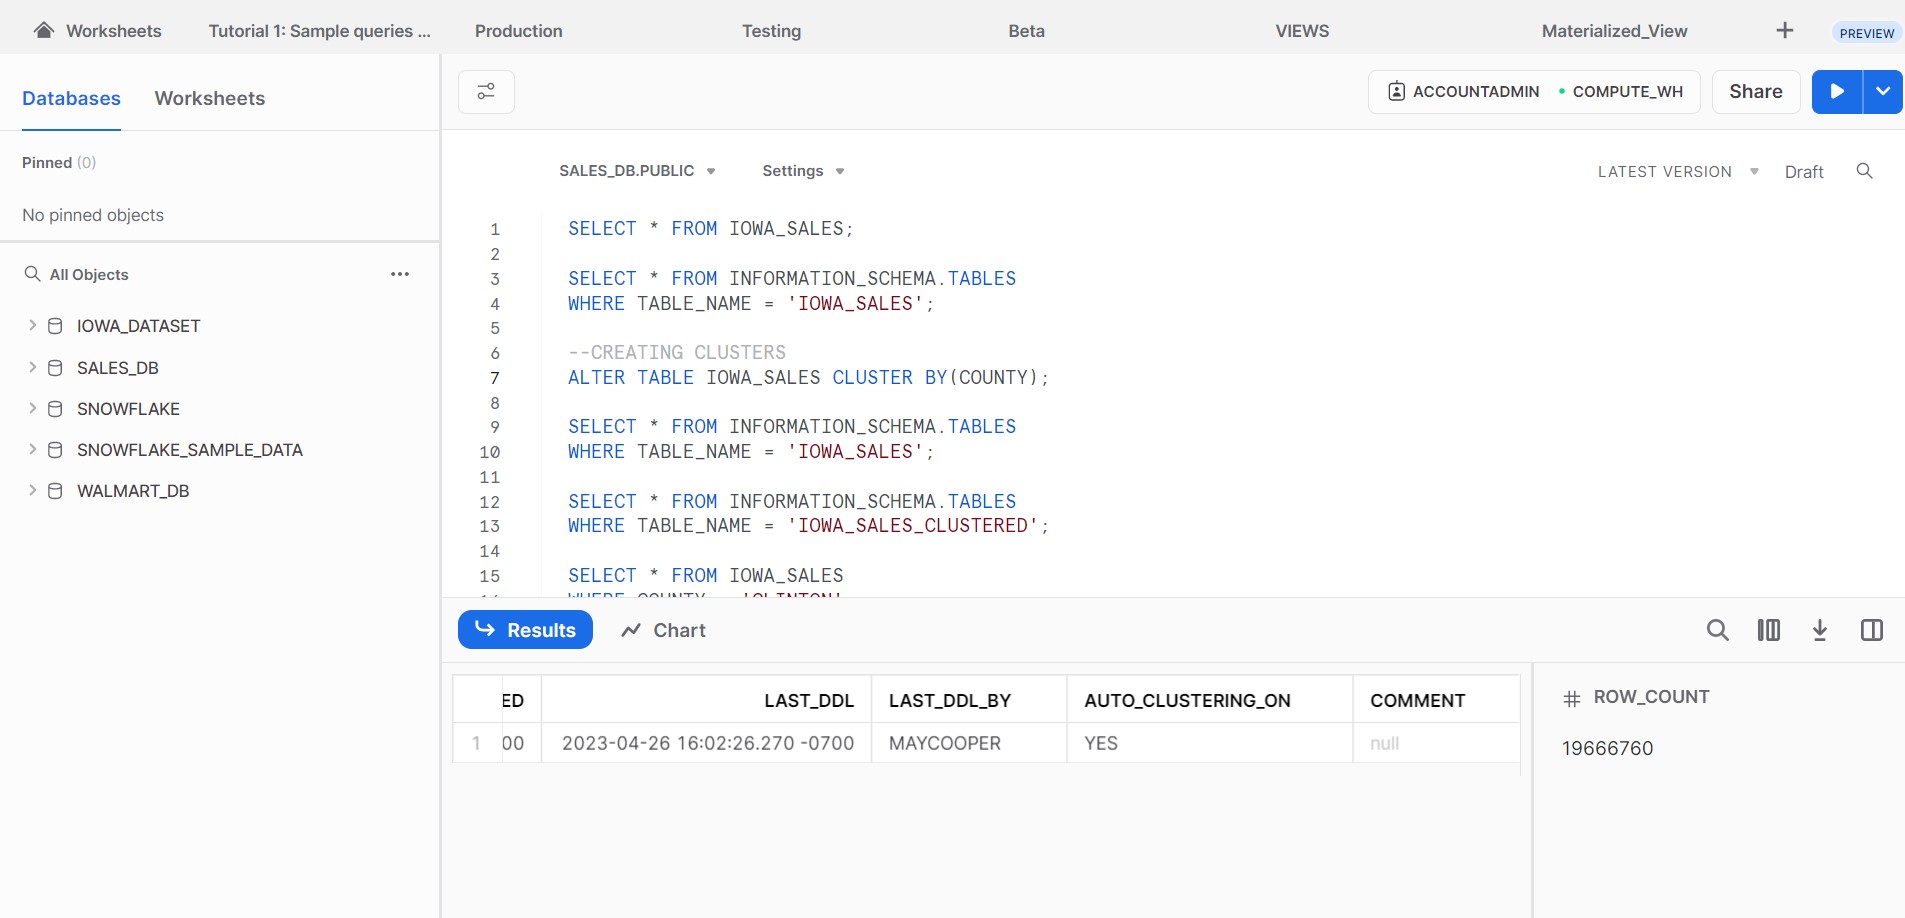 Worksheets
Tutorial 1: Sample queries ...
Production
Testing
Beta
VIEWS
Materialized_View
+
PREVIEW
Databases
Worksheets
ACCOUNTADMIN
COMPUTE_WH
Share
Pinned (0)
No pinned objects
All Objects
IOWA_DATASET
SALES_DB
SNOWFLAKE
SNOWFLAKE_SAMPLE_DATA
WALMART_DB
SALES_DB.PUBLIC
Settings
LATEST VERSION
Draft
1 SELECT * FROM IOWA_SALES;
2
3 SELECT * FROM INFORMATION_SCHEMA.TABLES
4 WHERE TABLE_NAME = 'IOWA_SALES';
5
6 --CREATING CLUSTERS
7 ALTER TABLE IOWA_SALES CLUSTER BY(COUNTY);
8
9 SELECT * FROM INFORMATION_SCHEMA.TABLES
10 WHERE TABLE_NAME = 'IOWA_SALES';
11
12 SELECT * FROM INFORMATION_SCHEMA.TABLES
13 WHERE TABLE_NAME = 'IOWA_SALES_CLUSTERED';
14
15 SELECT * FROM IOWA_SALES
WHERE COUNTY = 'CLINTON'
Results
Chart
ED LAST_DDL LAST_DDL_BY AUTO_CLUSTERING_ON COMMENT
1 00 2023-04-26 16:02:26.270 -0700 MAYCOOPER YES null
# ROW_COUNT
19666760